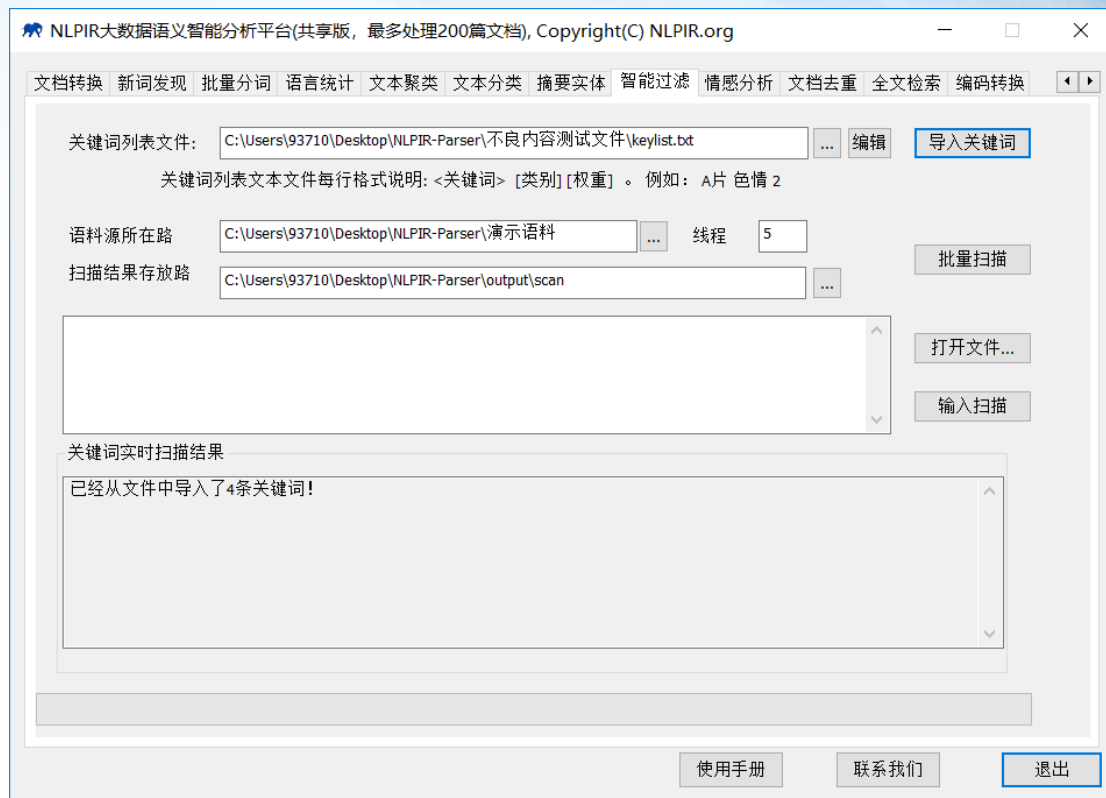 NLPIR大数据语义智能分析平台(共享版，最多处理200篇文档), Copyright(C) NLPIR.org
文档转换 新词发现 批量分词 语言统计 文本聚类 文本分类 摘要实体 智能过滤 情感分析 文档去重 全文检索 编码转换
关键词列表文件: C:\Users\93710\Desktop\NLPIR-Parser\不良内容测试文件\keylist.txt ... 编辑 导入关键词
关键词列表文本文件每行格式说明: <关键词> [类别] [权重] 。例如: A片 色情 2
语料源所在路 C:\Users\93710\Desktop\NLPIR-Parser\演示语料 ... 线程 5
批量扫描
扫描结果存放路 C:\Users\93710\Desktop\NLPIR-Parser\output\scan ...
打开文件...
输入扫描
关键词实时扫描结果
已经从文件中导入了4条关键词!
使用手册 联系我们 退出